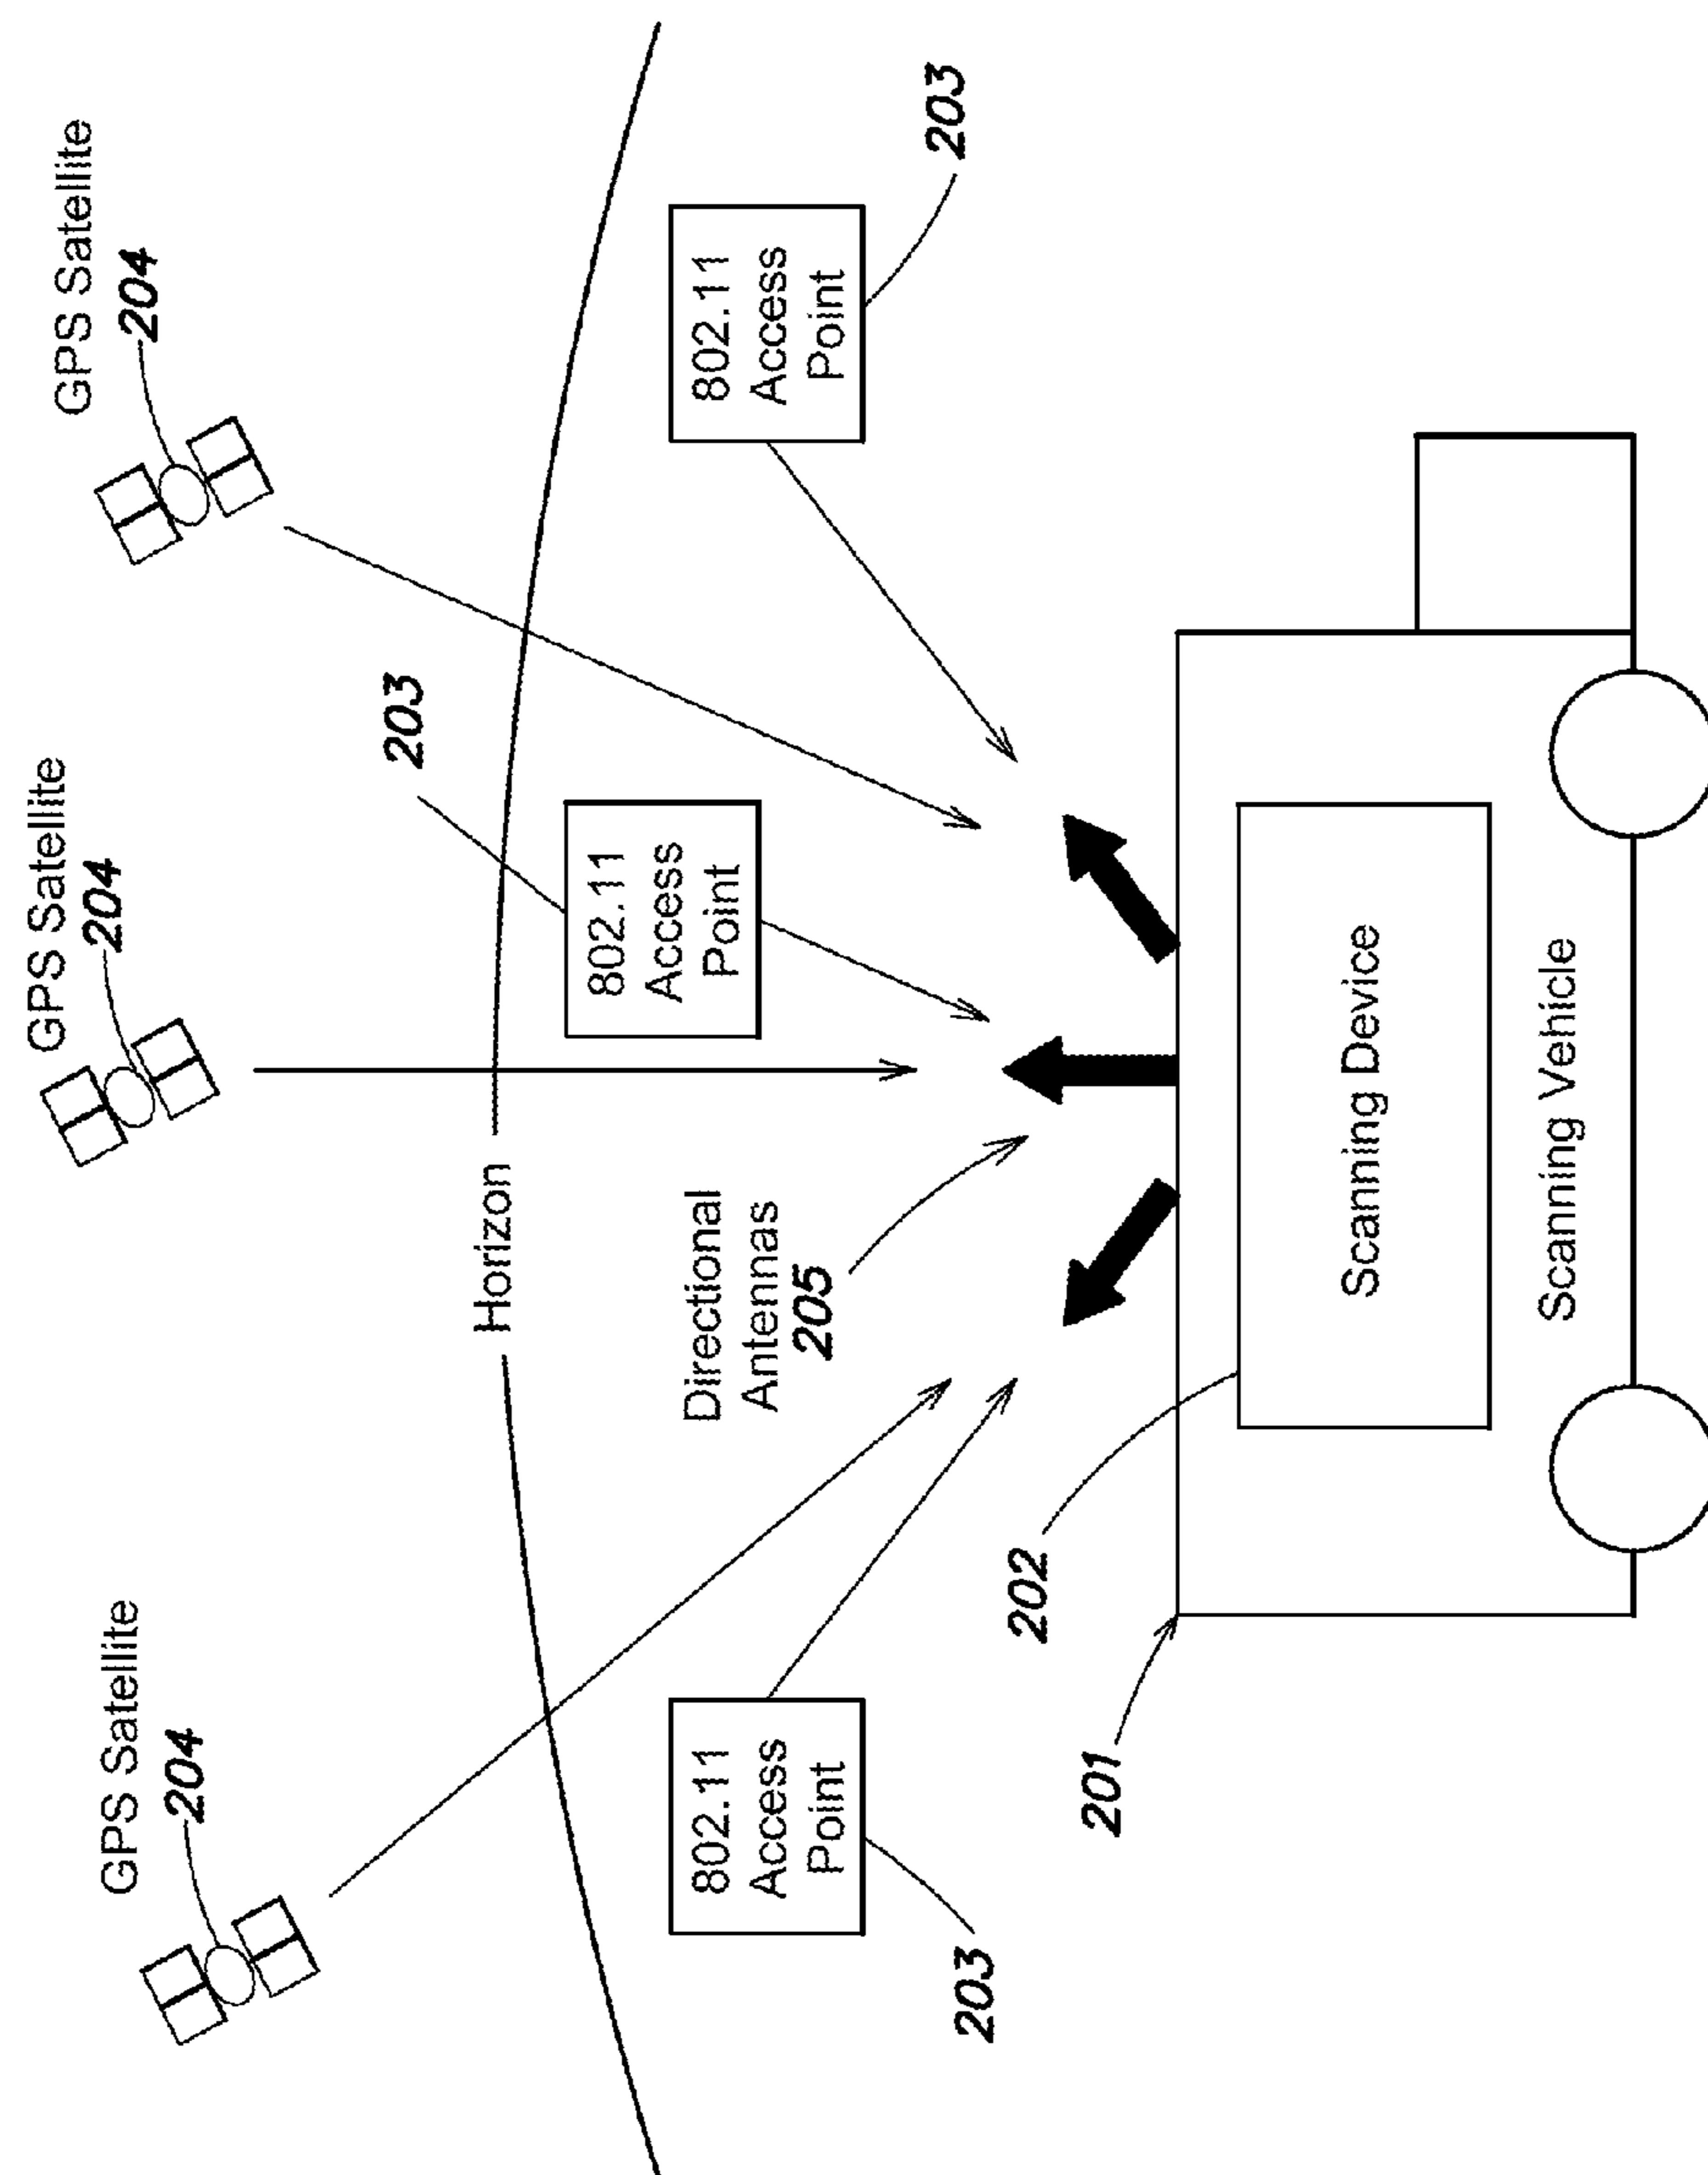 GPS Satellite
204
GPS Satellite
204
GPS Satellite
204
203
Horizon
802.11
Access
Point
203
802.11
Access
Point
203
802.11
Access
Point
Directional
Antennas
205
202
201
Scanning Device
Scanning Vehicle